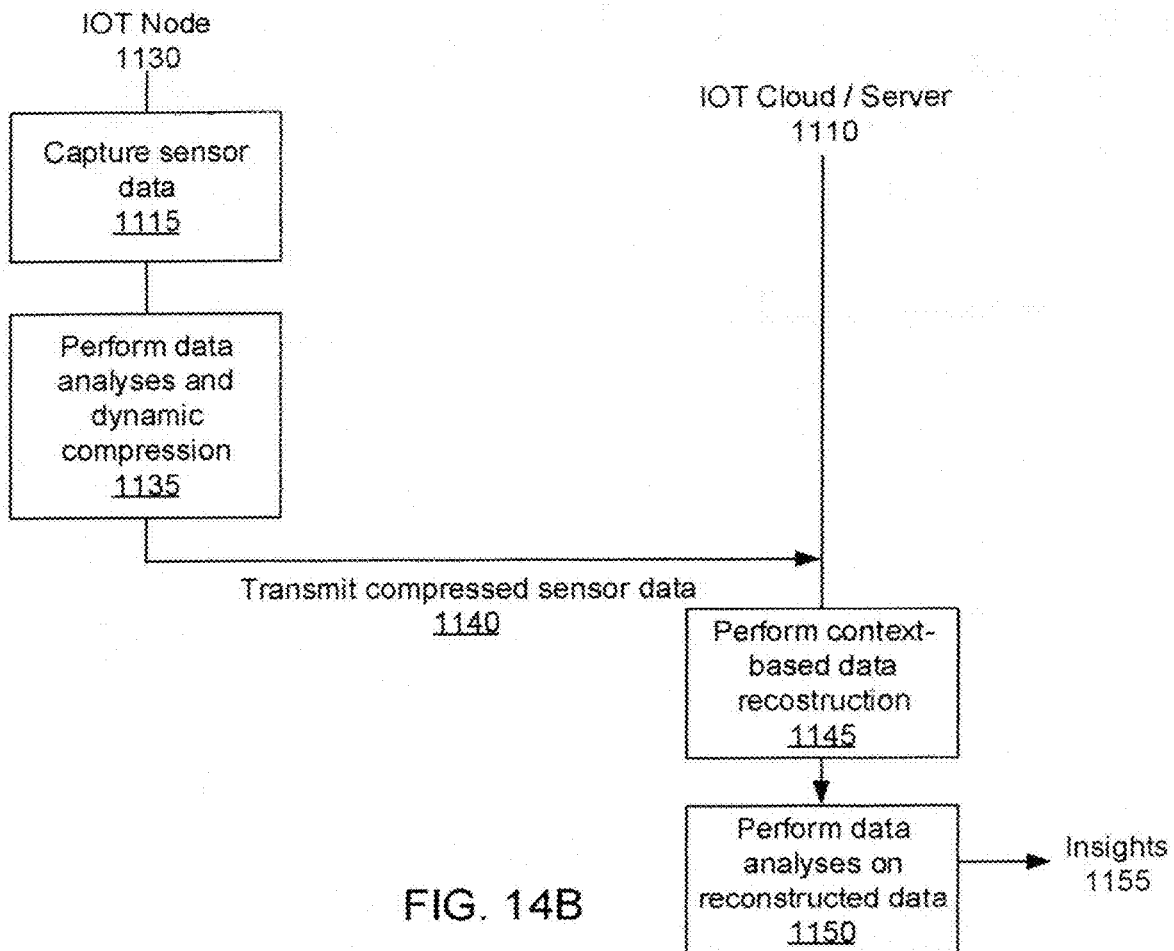 IOT Node
1130
IOT Cloud / Server
1110
Capture sensor
data
1115
Perform data
analyses and
dynamic
compression
1135
Transmit compressed sensor data
1140
Perform context-
based data
recostruction
1145
Perform data
analyses on
reconstructed data
1150
Insights
1155
FIG. 14B